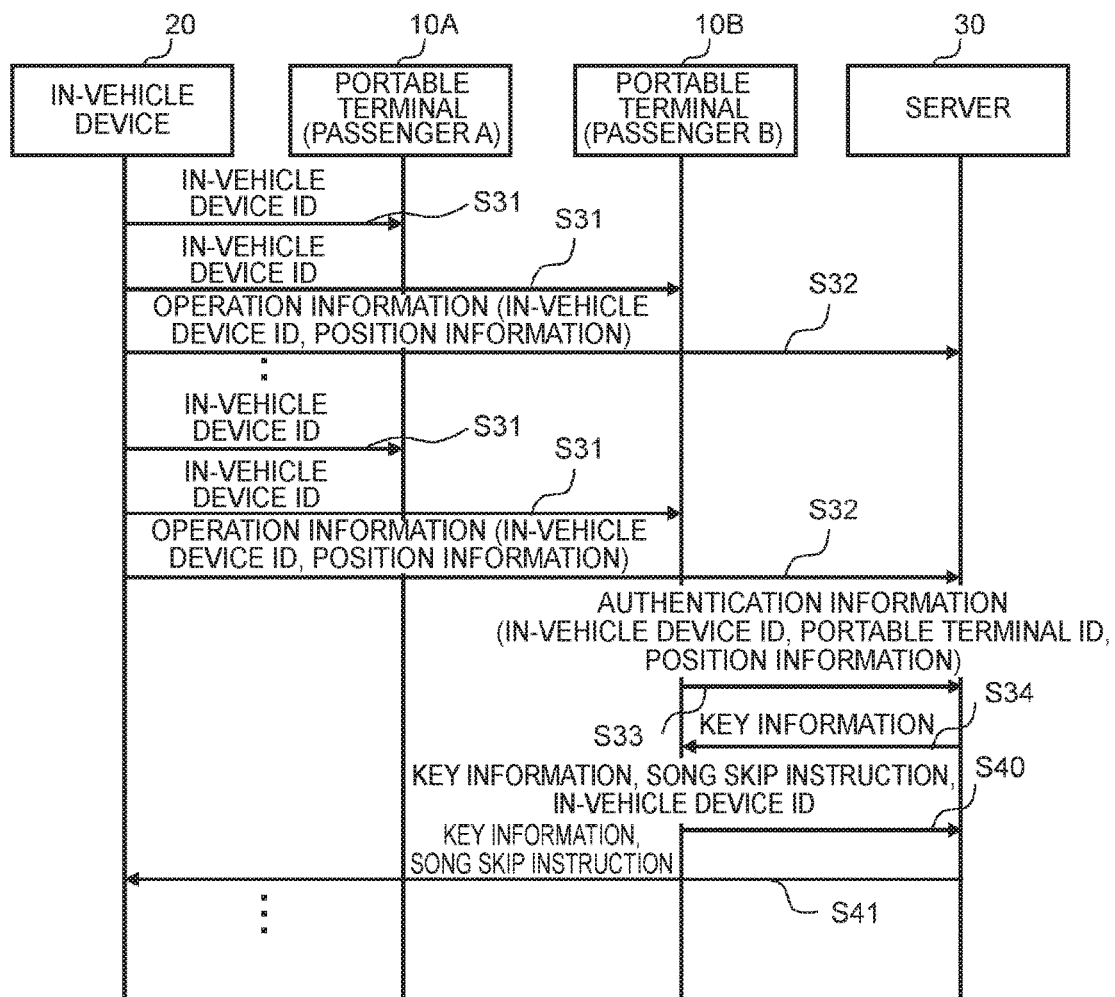 20
10A
10B
30
IN-VEHICLE
DEVICE
PORTABLE
TERMINAL
(PASSENGER A)
PORTABLE
TERMINAL
(PASSENGER B)
SERVER
IN-VEHICLE
DEVICE ID
S31
IN-VEHICLE
DEVICE ID
S31
OPERATION INFORMATION (IN-VEHICLE
DEVICE ID, POSITION INFORMATION)
S32
IN-VEHICLE
DEVICE ID
S31
IN-VEHICLE
DEVICE ID
S31
OPERATION INFORMATION (IN-VEHICLE
DEVICE ID, POSITION INFORMATION)
S32
AUTHENTICATION INFORMATION
(IN-VEHICLE DEVICE ID, PORTABLE TERMINAL ID,
POSITION INFORMATION)
S33
KEY INFORMATION
S34
KEY INFORMATION, SONG SKIP INSTRUCTION,
IN-VEHICLE DEVICE ID
S40
KEY INFORMATION,
SONG SKIP INSTRUCTION
S41